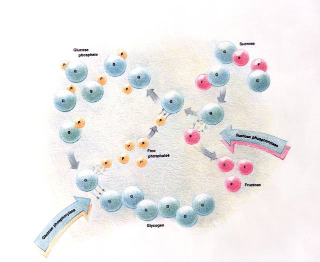 Glucose
phosphate
Sucrose
G
P
F
Sucrose phosphorylase
Free
phosphates
Fructose
Glucose phosphorylase
Glycogen